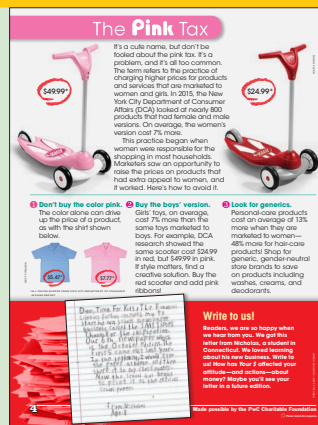 The Pink Tax
$49.99*
$24.99*
It's a cute name, but don't be
fooled about the pink tax. It's a
problem, and it's all too common.
The term refers to the practice of
charging higher prices for products
and services that are marketed to
women and girls. In 2015, the New
York City Department of Consumer
Affairs (DCA) looked at nearly 800
products that had female and male
versions. On average, the women's
version cost 7% more.
This practice began when
women were responsible for the
shopping in most households.
Marketers saw an opportunity to
raise the prices on products that
had extra appeal to women, and
it worked. Here's how to avoid it.
1 Don't buy the color pink.
The color alone can drive
up the price of a product,
as with the shirt shown
below.
$5.47*
$7.77*
2 Buy the boys' version.
Girls' toys, on average,
cost 7% more than the
same toys marketed to
boys. For example, DCA
research showed the
same scooter cost $24.99
in red, but $49.99 in pink.
If style matters, find a
creative solution. Buy the
red scooter and add pink
ribbons!
3 Look for generics.
Personal-care products
cost an average of 13%
more when they are
marketed to women—
48% more for hair-care
products! Shop for
generic, gender-neutral
store brands to save
on products including
washes, creams, and
deodorants.
Write to us!
Readers, we are so happy when
we hear from you. We got this
letter from Nicholas, a student in
Connecticut. We loved learning
about his new business. Write to
us! How has Your $ affected your
attitude—and actions—about
money? Maybe you'll see your
letter in a future edition.
4
Made possible by the PwC Charitable Foundation